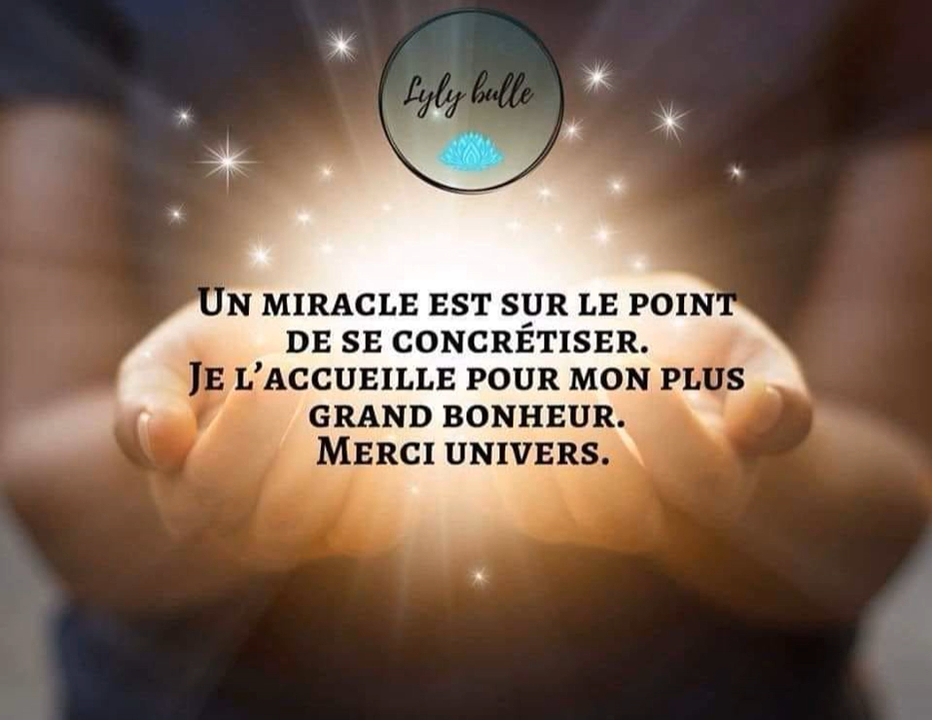 Lyly bulle
Un miracle est sur le point
de se concrétiser.
Je l'accueille pour mon plus
grand bonheur.
Merci univers.